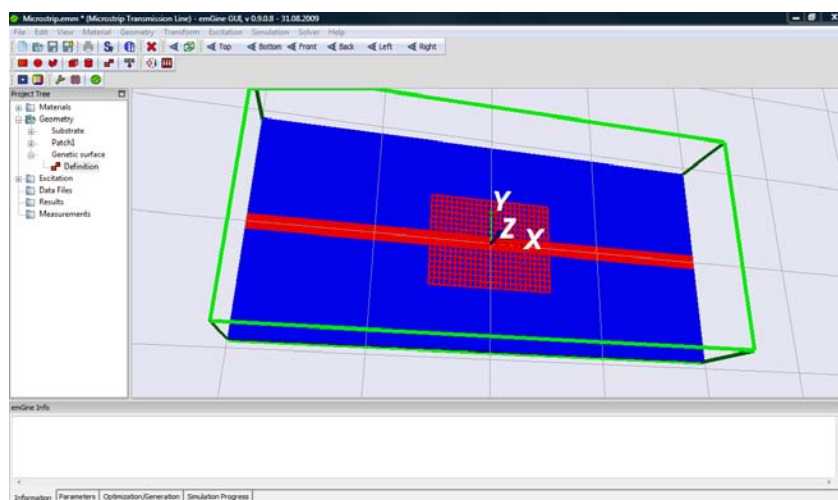 Microstrip.emm * (Microstrip Transmission Line) - emGine GUI, v 0.9.0.8 - 31.08.2009
File Edit View Material Geometry Transform Excitation Simulation Solver Help
Top Bottom Front Back Left Right
Project Tree
Materials
Geometry
Substrate
Patch1
Genetic surface
Definition
Excitation
Data Files
Results
Measurements
Y
Z
X
emGine Info
Information Parameters Optimization/Generation Simulation Progress